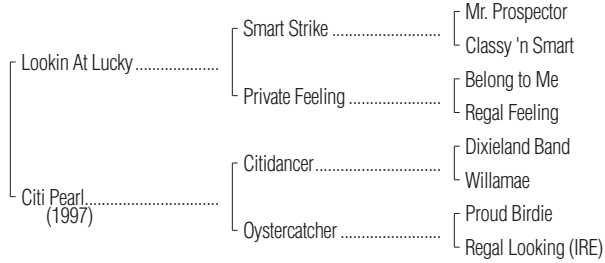 Mr. Prospector
Smart Strike ........................
Classy 'n Smart
Lookin At Lucky.....................
Belong to Me
Private Feeling .....................
Regal Feeling
Dixieland Band
Citidancer............................
Willamae
Citi Pearl.................................
(1997)
Proud Birdie
Oystercatcher .......................
Regal Looking (IRE)